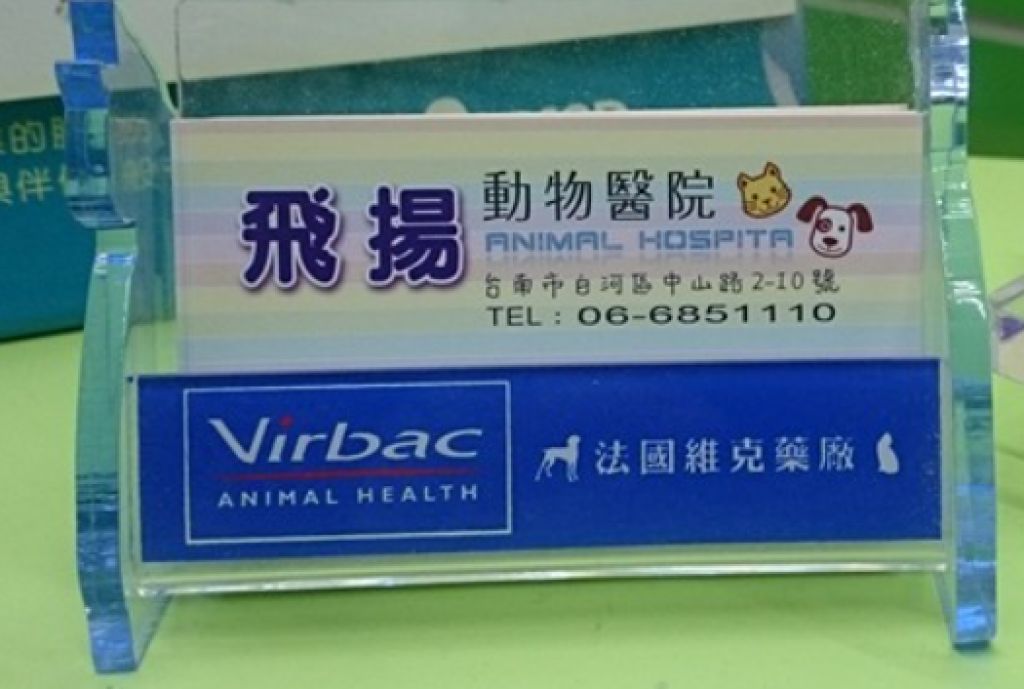 飛揚 動物醫院
ANIMAL HOSPITA
台南市白河區中山路2-10號
TEL : 06-6851110
Virbac
ANIMAL HEALTH
法國維克藥廠